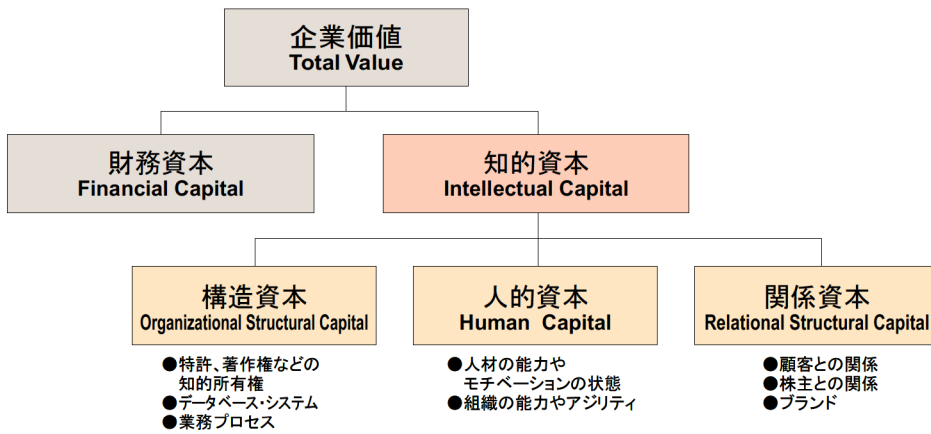 企業価値
Total Value
財務資本
Financial Capital
知的資本
Intellectual Capital
構造資本
Organizational Structural Capital
●特許、著作権などの
知的所有権
●データベース・システム
●業務プロセス
人的資本
Human Capital
●人材の能力や
モチベーションの状態
●組織の能力やアジリティ
関係資本
Relational Structural Capital
●顧客との関係
●株主との関係
●ブランド